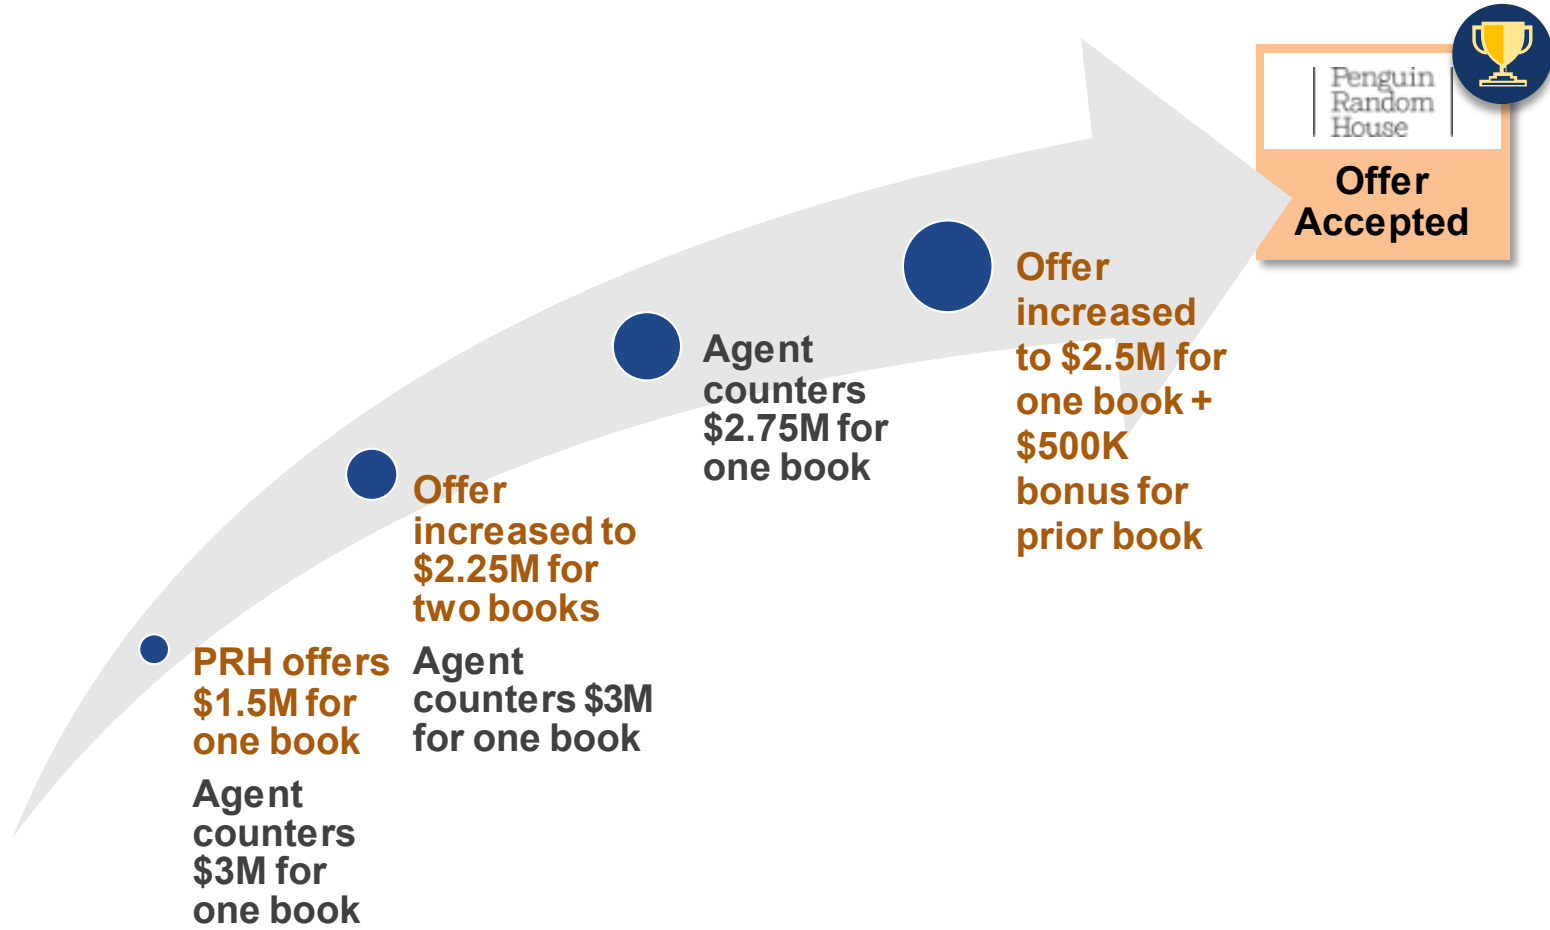 PRH offers
$1.5M for
one book
Agent
counters
$3M for
one book
Offer
increased to
$2.25M for
two books
Agent
counters $3M
for one book
Agent
counters
$2.75M for
one book
Offer
increased
to $2.5M for
one book +
$500K
bonus for
prior book
Penguin
Random
House
Offer
Accepted